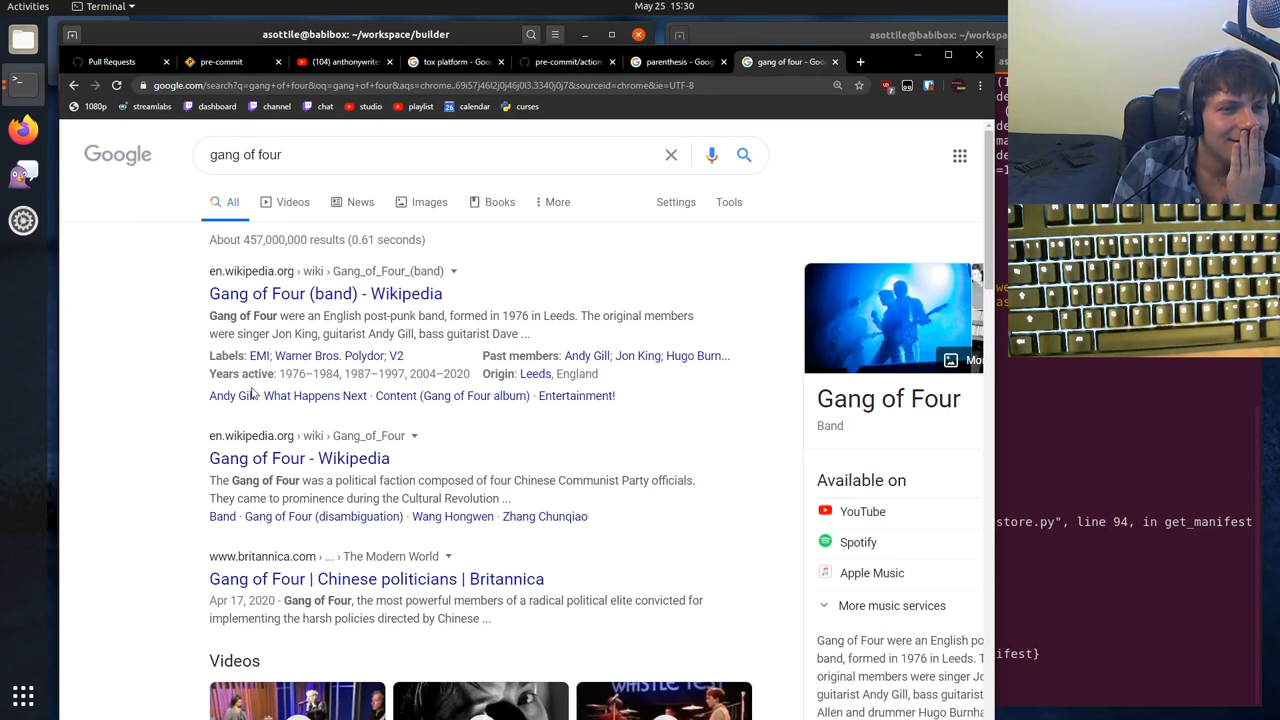 Activities
Terminal
May 25 15:30
asottile@babibox: ~/workspace/builder
asottile@babibox: ~/workspace
Pull Requests
pre-commit
(104) anthonywrite
tox platform - Goo
pre-commit/action
parenthesis - Goog
gang of four - Goo
google.com/search?q=gang+of+four&oq=gang+of+four&aqs=chrome..69i57j46l2j0j46j0l3.3340j0j7&sourceid=chrome&ie=UTF-8
1080p
streamlabs
dashboard
channel
chat
studio
playlist
calendar
curses
Google
gang of four
All
Videos
News
Images
Books
More
Settings
Tools
About 457,000,000 results (0.61 seconds)
en.wikipedia.org › wiki › Gang_of_Four_(band)
Gang of Four (band) - Wikipedia
Gang of Four were an English post-punk band, formed in 1976 in Leeds. The original members
were singer Jon King, guitarist Andy Gill, bass guitarist Dave ...
Labels: EMI; Warner Bros. Polydor; V2
Past members: Andy Gill; Jon King; Hugo Burn...
Years active: 1976–1984, 1987–1997, 2004–2020
Origin: Leeds, England
Andy Gill · What Happens Next · Content (Gang of Four album) · Entertainment!
en.wikipedia.org › wiki › Gang_of_Four
Gang of Four - Wikipedia
The Gang of Four was a political faction composed of four Chinese Communist Party officials.
They came to prominence during the Cultural Revolution ...
Band · Gang of Four (disambiguation) · Wang Hongwen · Zhang Chunqiao
www.britannica.com › ... › The Modern World
Gang of Four | Chinese politicians | Britannica
Apr 17, 2020 - Gang of Four, the most powerful members of a radical political elite convicted for
implementing the harsh policies directed by Chinese ...
Videos
WHISTLE TEST
Mo
Gang of Four
Band
Available on
YouTube
Spotify
Apple Music
More music services
Gang of Four were an English po
band, formed in 1976 in Leeds. T
original members were singer Jo
guitarist Andy Gill, bass guitarist
Allen and drummer Hugo Burnh
store.py", line 94, in get_manifest
ifest}